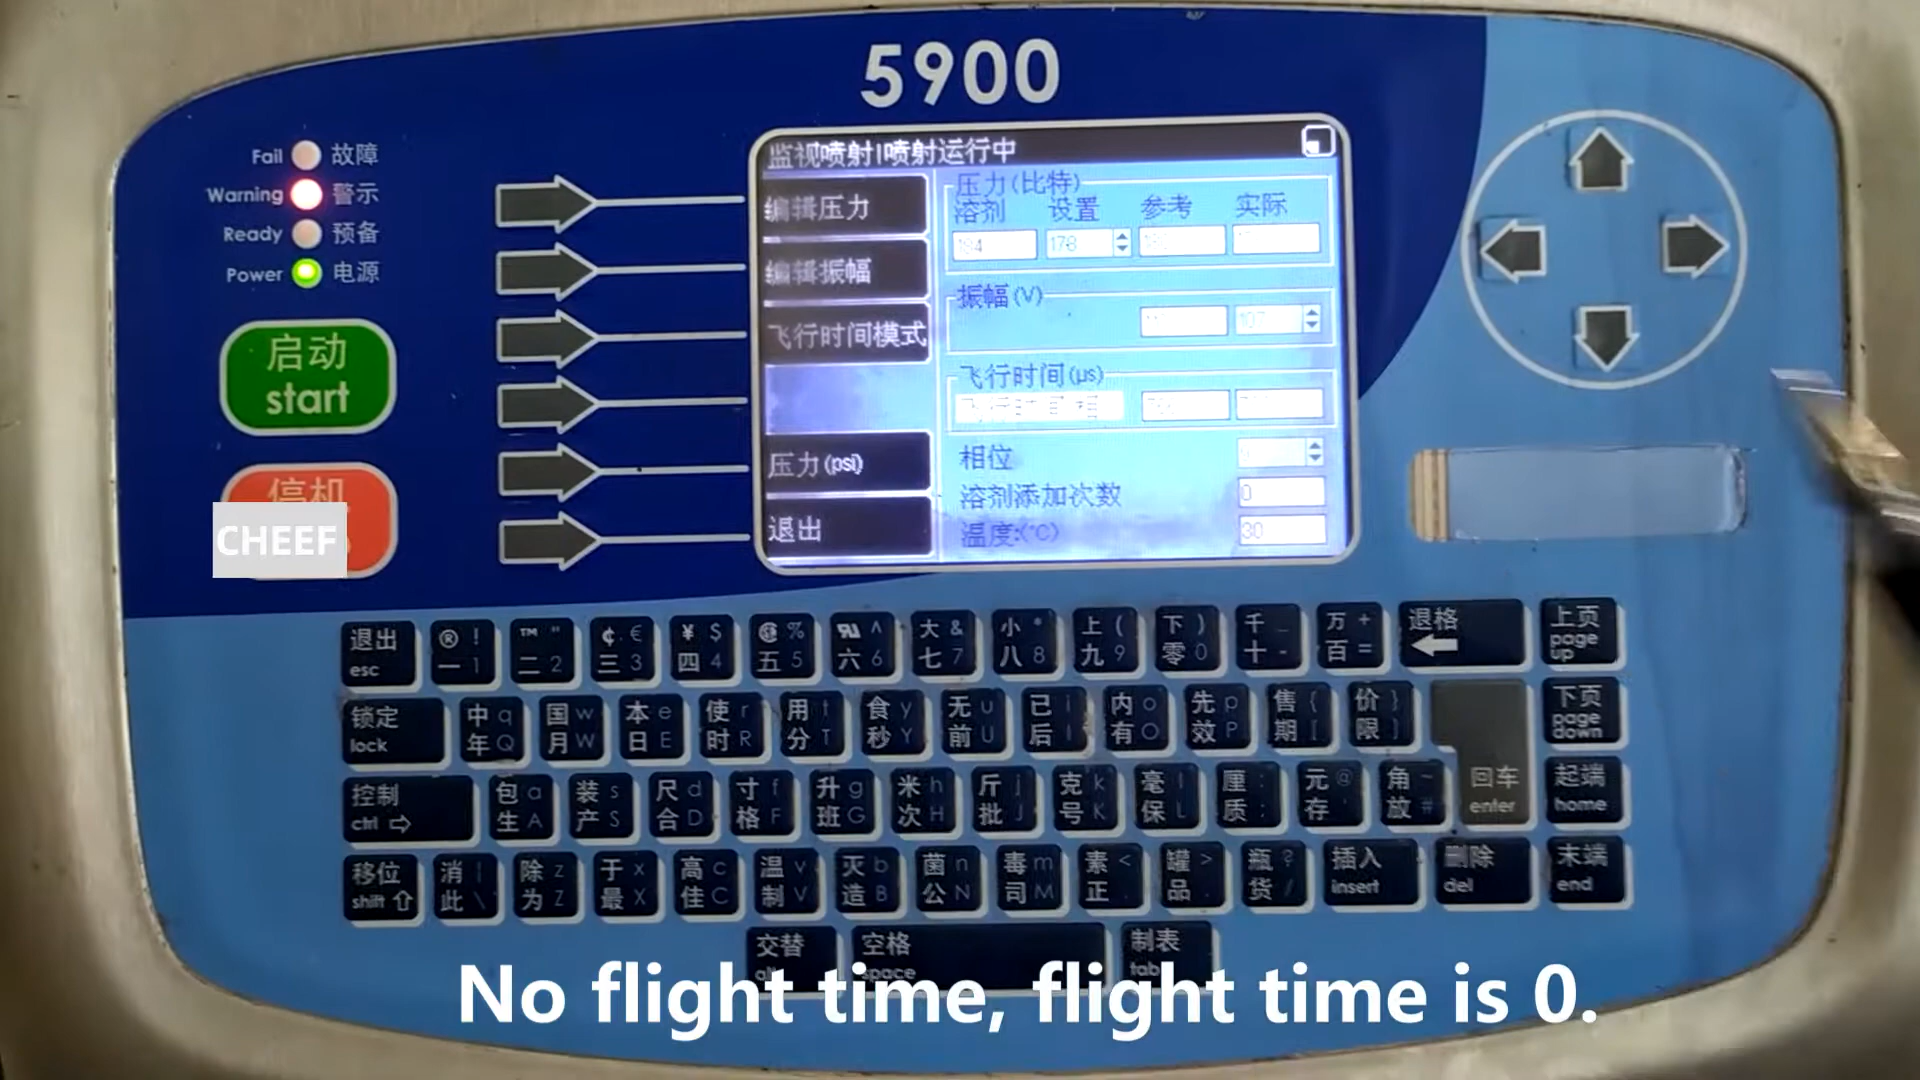 5900
Fail 故障
Warning 警示
Ready 预备
Power 电源
启动
start
停机
CHEEF
监视喷射|喷射运行中
编辑压力
编辑振幅
飞行时间模式
压力(psi)
退出
压力(比特)
溶剂 设置 参考 实际
178
振幅(V)
107
飞行时间(μs)
相位
溶剂添加次数 0
温度:(℃) 30
退出 ® ! ™ " ¢ € ¥ $ % ^ 大 & 小 * 上 ( 下 ) 千 _ 万 + 退格 上页
esc 一 1 二 2 三 3 四 4 五 5 六 6 七 7 八 8 九 9 零 0 十 - 百 = page up
锁定 中 q 国 w 本 e 使 r 用 t 食 y 无 u 已 i 内 o 先 p 售 { 价 } 下页
lock 年 Q 月 W 日 E 时 R 分 T 秒 Y 前 U 后 I 有 O 效 P 期 [ 限 ] page down
控制 包 a 装 s 尺 d 寸 f 升 g 米 h 斤 j 克 k 毫 l 厘 : 元 @ 角 ~ 回车 起端
ctrl 生 A 产 S 合 D 格 F 班 G 次 H 批 J 号 K 保 L 质 ; 存 ' 放 # enter home
移位 消 | 除 z 于 x 高 c 温 v 灭 b 菌 n 毒 m 素 < 罐 > 瓶 ? 插入 删除 末端
shift 此 \ 为 Z 最 X 佳 C 制 V 造 B 公 N 司 M 正 , 品 . 货 / insert del end
交替 空格 制表
alt space tab
No flight time, flight time is 0.